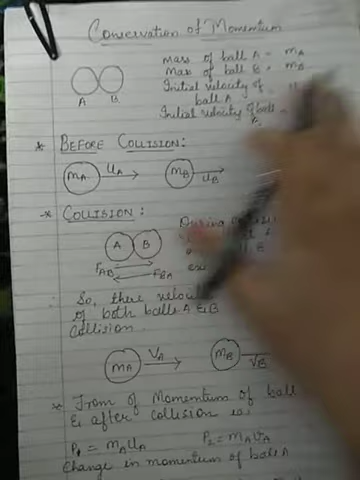 Conservation of Momentum
Mass of ball A = mA
Mass of ball B = mB
Initial velocity of
ball A = u
Initial velocity of ball
B
A B
* BEFORE COLLISION:
mA uA mB uB
* COLLISION:
During
A B
FAB FBA
So, there
of both balls A & B
Collision
mA VA mB VB
* From of Momentum of ball
& after collision is:
P1 = mAuA P2 = mAvA
Change in momentum of ball A